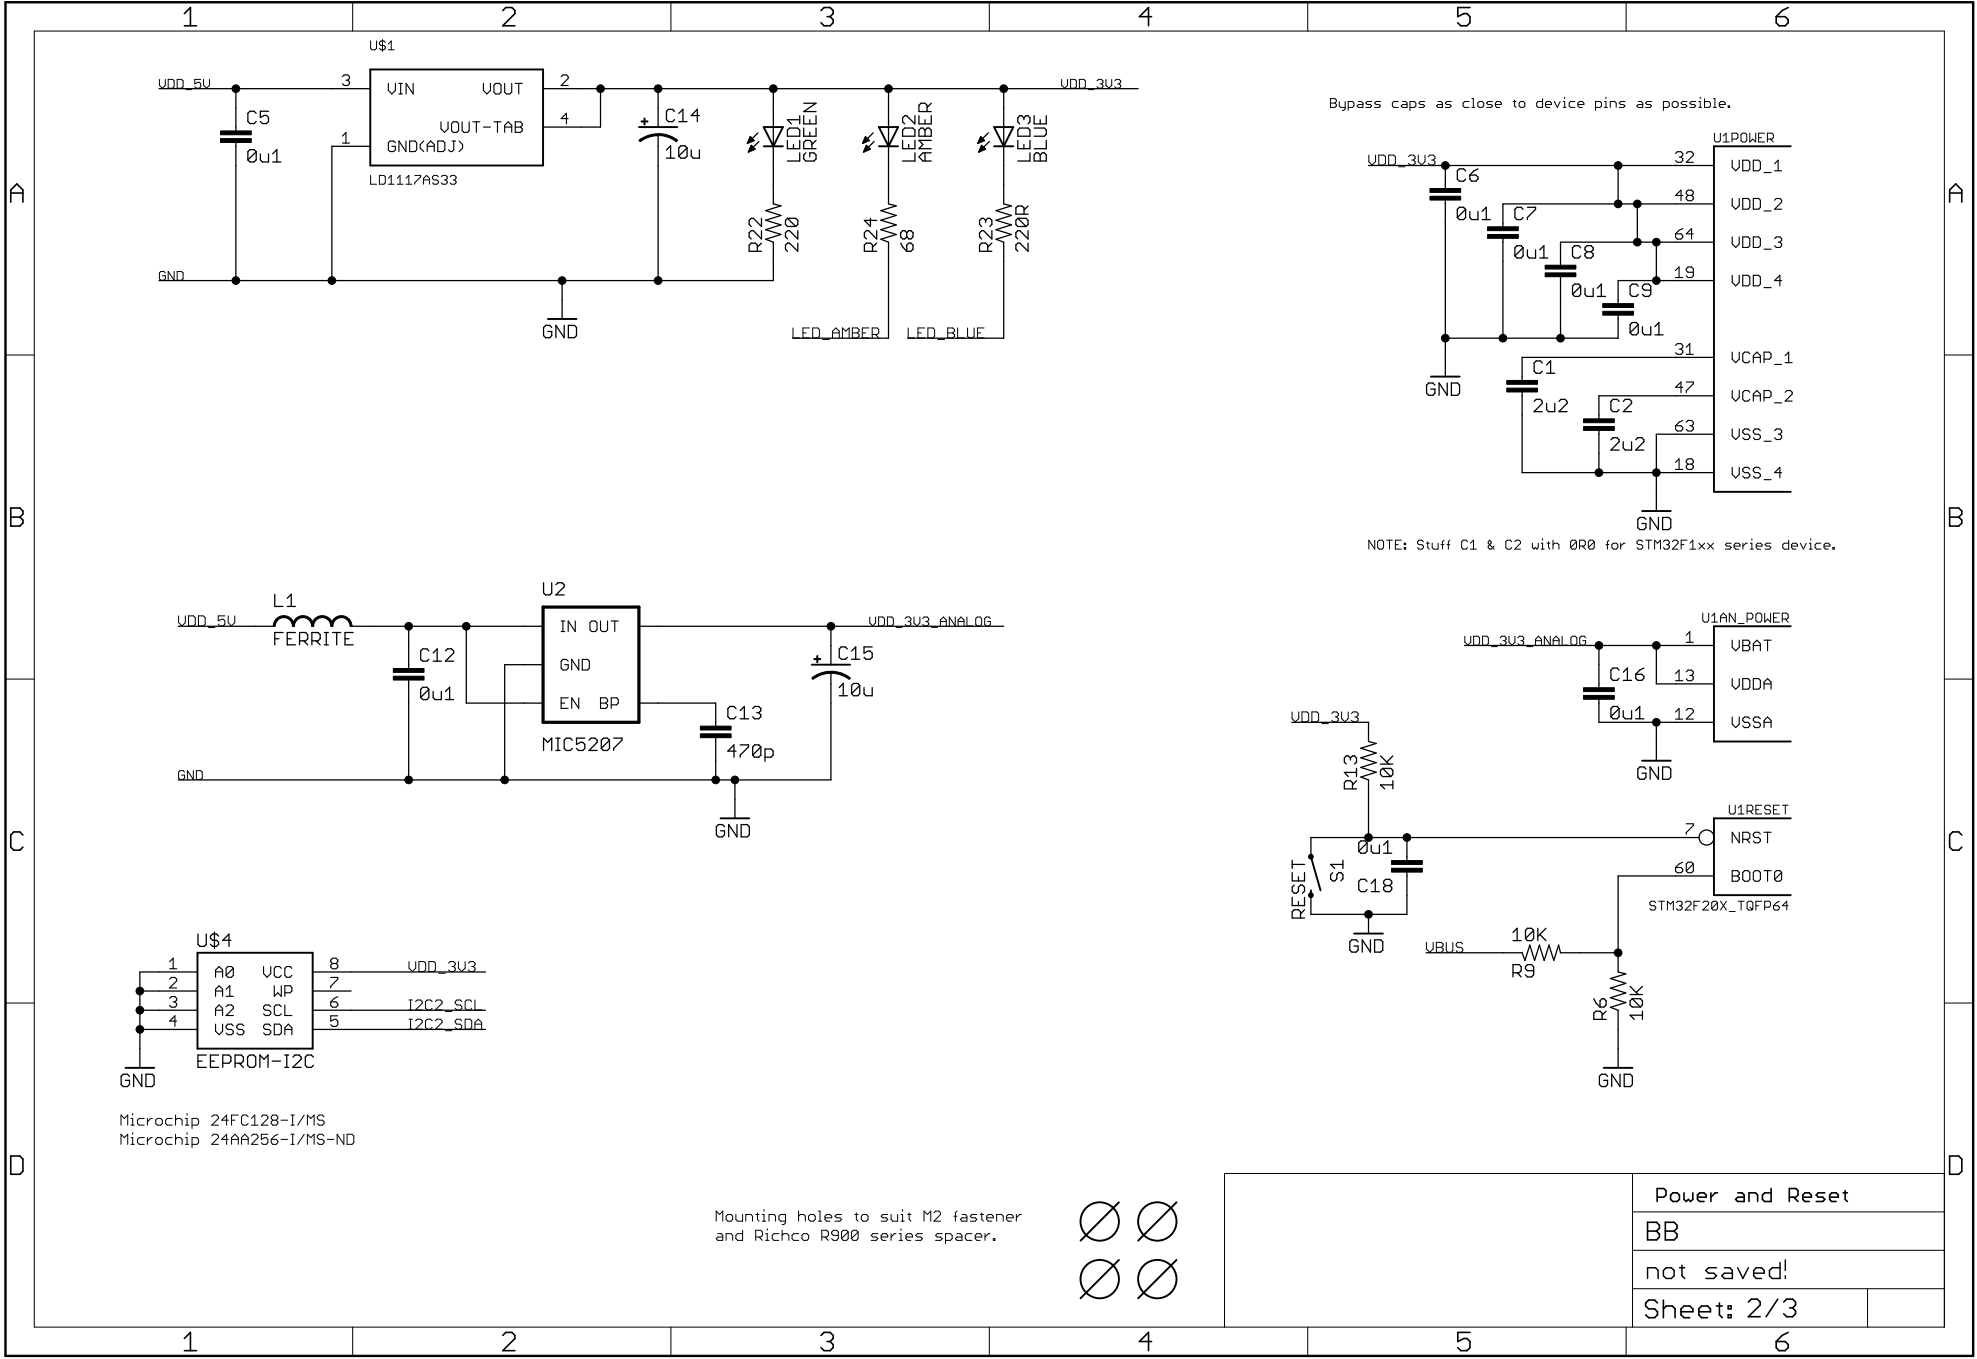 1 2 3 4 5 6
A
B
C
D
U$1
VDD_5V
3 VIN VOUT 2
VOUT-TAB 4
1 GND(ADJ)
LD1117AS33
C5
0u1
C14
10u
VDD_3V3
LED1
GREEN
LED2
AMBER
LED3
BLUE
R22
220
R24
68
R23
220R
GND
GND
LED_AMBER
LED_BLUE
Bypass caps as close to device pins as possible.
U1POWER
VDD_3V3
32 VDD_1
48 VDD_2
64 VDD_3
19 VDD_4
31 VCAP_1
47 VCAP_2
63 VSS_3
18 VSS_4
C6
0u1
C7
0u1
C8
0u1
C9
0u1
GND
C1
2u2
C2
2u2
GND
NOTE: Stuff C1 & C2 with 0R0 for STM32F1xx series device.
VDD_5V
L1
FERRITE
C12
0u1
U2
IN OUT
GND
EN BP
MIC5207
C13
470p
C15
10u
VDD_3V3_ANALOG
GND
GND
U1AN_POWER
VDD_3V3_ANALOG
1 VBAT
13 VDDA
12 VSSA
C16
0u1
GND
VDD_3V3
R13
10K
U1RESET
7 NRST
60 BOOT0
STM32F20X_TQFP64
RESET
S1
0u1
C18
GND
VBUS
10K
R9
R6
10K
GND
U$4
1 A0 VCC 8 VDD_3V3
2 A1 WP 7
3 A2 SCL 6 I2C2_SCL
4 VSS SDA 5 I2C2_SDA
EEPROM-I2C
GND
Microchip 24FC128-I/MS
Microchip 24AA256-I/MS-ND
Mounting holes to suit M2 fastener
and Richco R900 series spacer.
Power and Reset
BB
not saved!
Sheet: 2/3
A
B
C
D
1 2 3 4 5 6